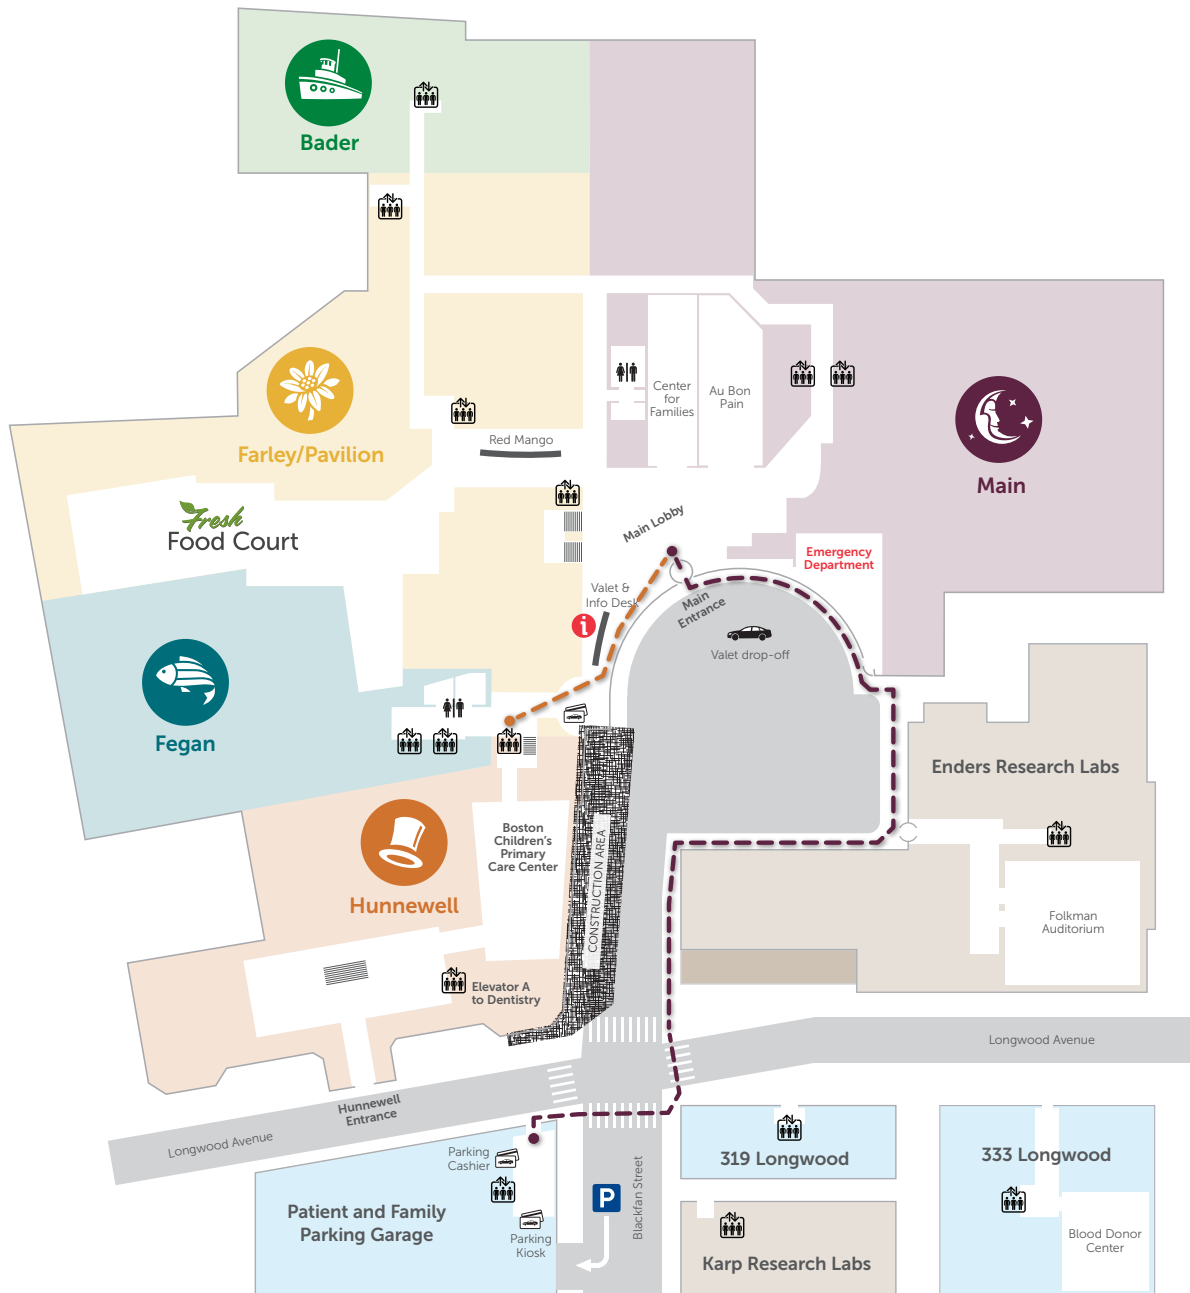 Bader
Farley/Pavilion
Red Mango
Center
for
Families
Au Bon
Pain
Main
Fresh
Food Court
Main Lobby
Emergency
Department
Valet &
Info Desk
i
Main
Entrance
Valet drop-off
Fegan
Enders Research Labs
Boston
Children's
Primary
Care Center
CONSTRUCTION AREA
Hunnewell
Folkman
Auditorium
Elevator A
to Dentistry
Longwood Avenue
Hunnewell
Entrance
Longwood Avenue
Parking
Cashier
Patient and Family
Parking Garage
Parking
Kiosk
P
Blackfan Street
319 Longwood
333 Longwood
Karp Research Labs
Blood Donor
Center